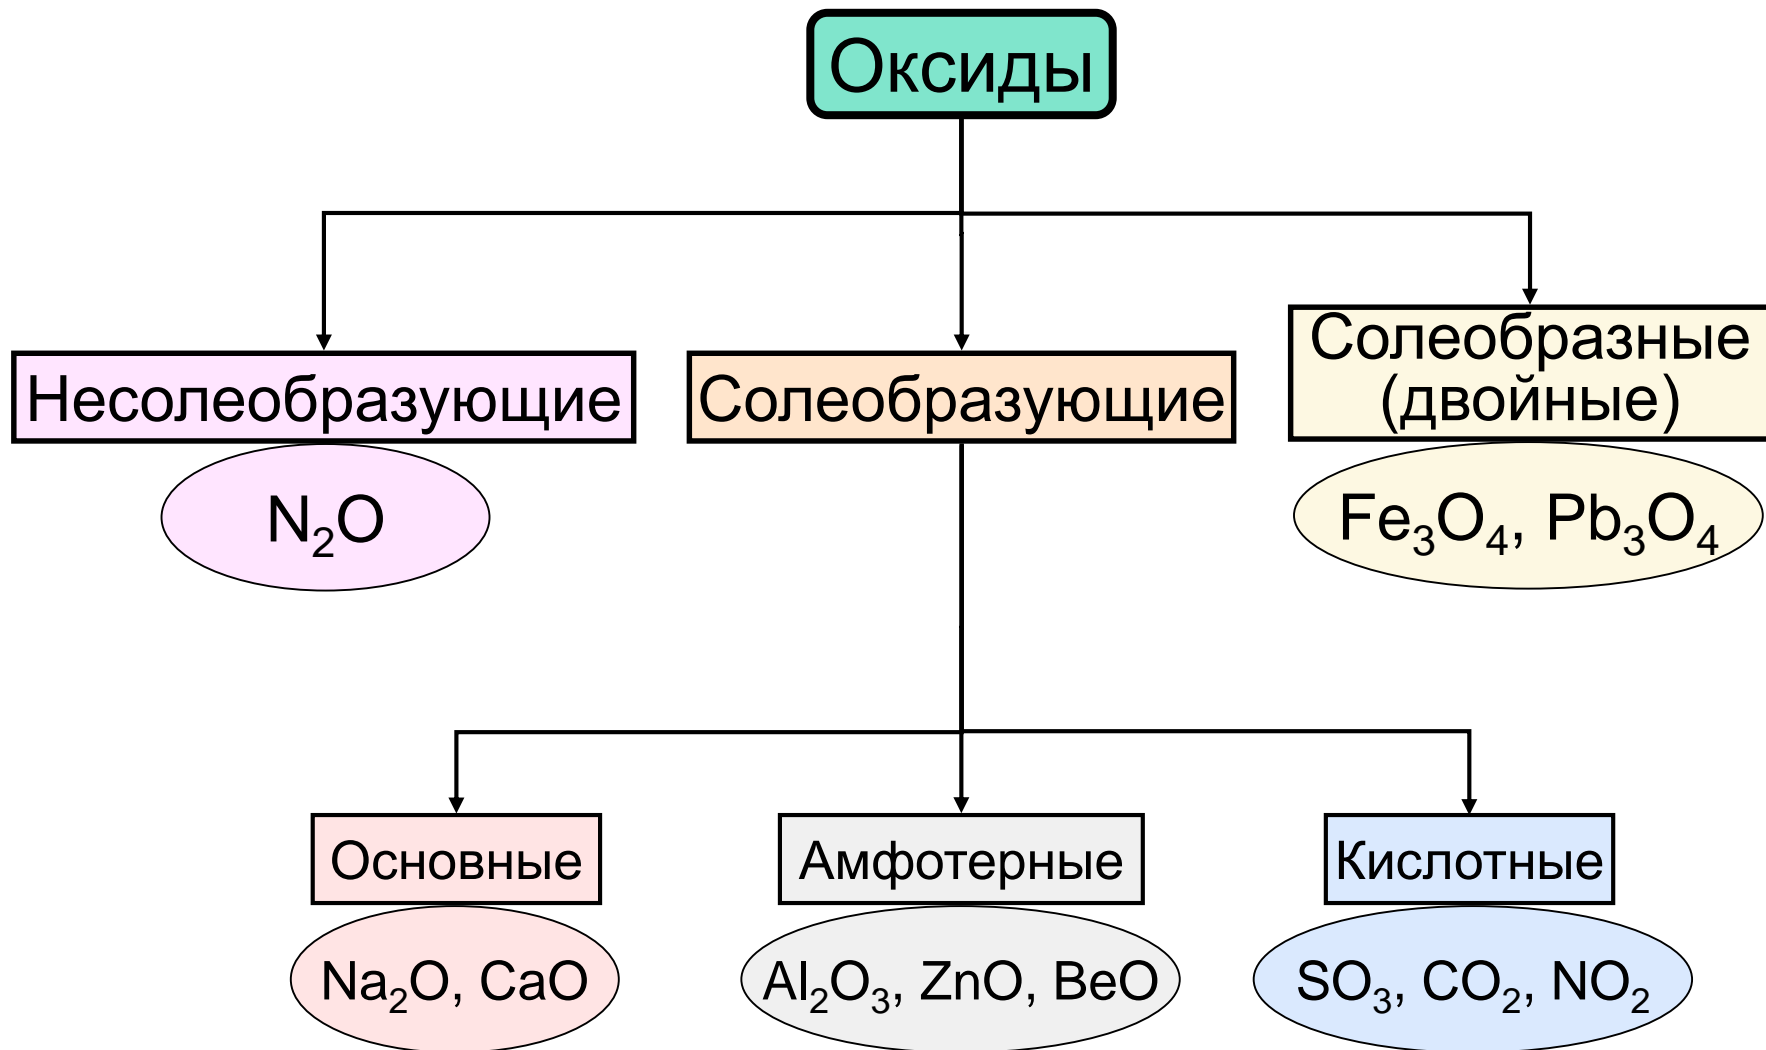 Оксиды
Несолеобразующие
N₂O
Солеобразующие
Солеобразные
(двойные)
Fe₃O₄, Pb₃O₄
Основные
Na₂O, CaO
Амфотерные
Al₂O₃, ZnO, BeO
Кислотные
SO₃, CO₂, NO₂